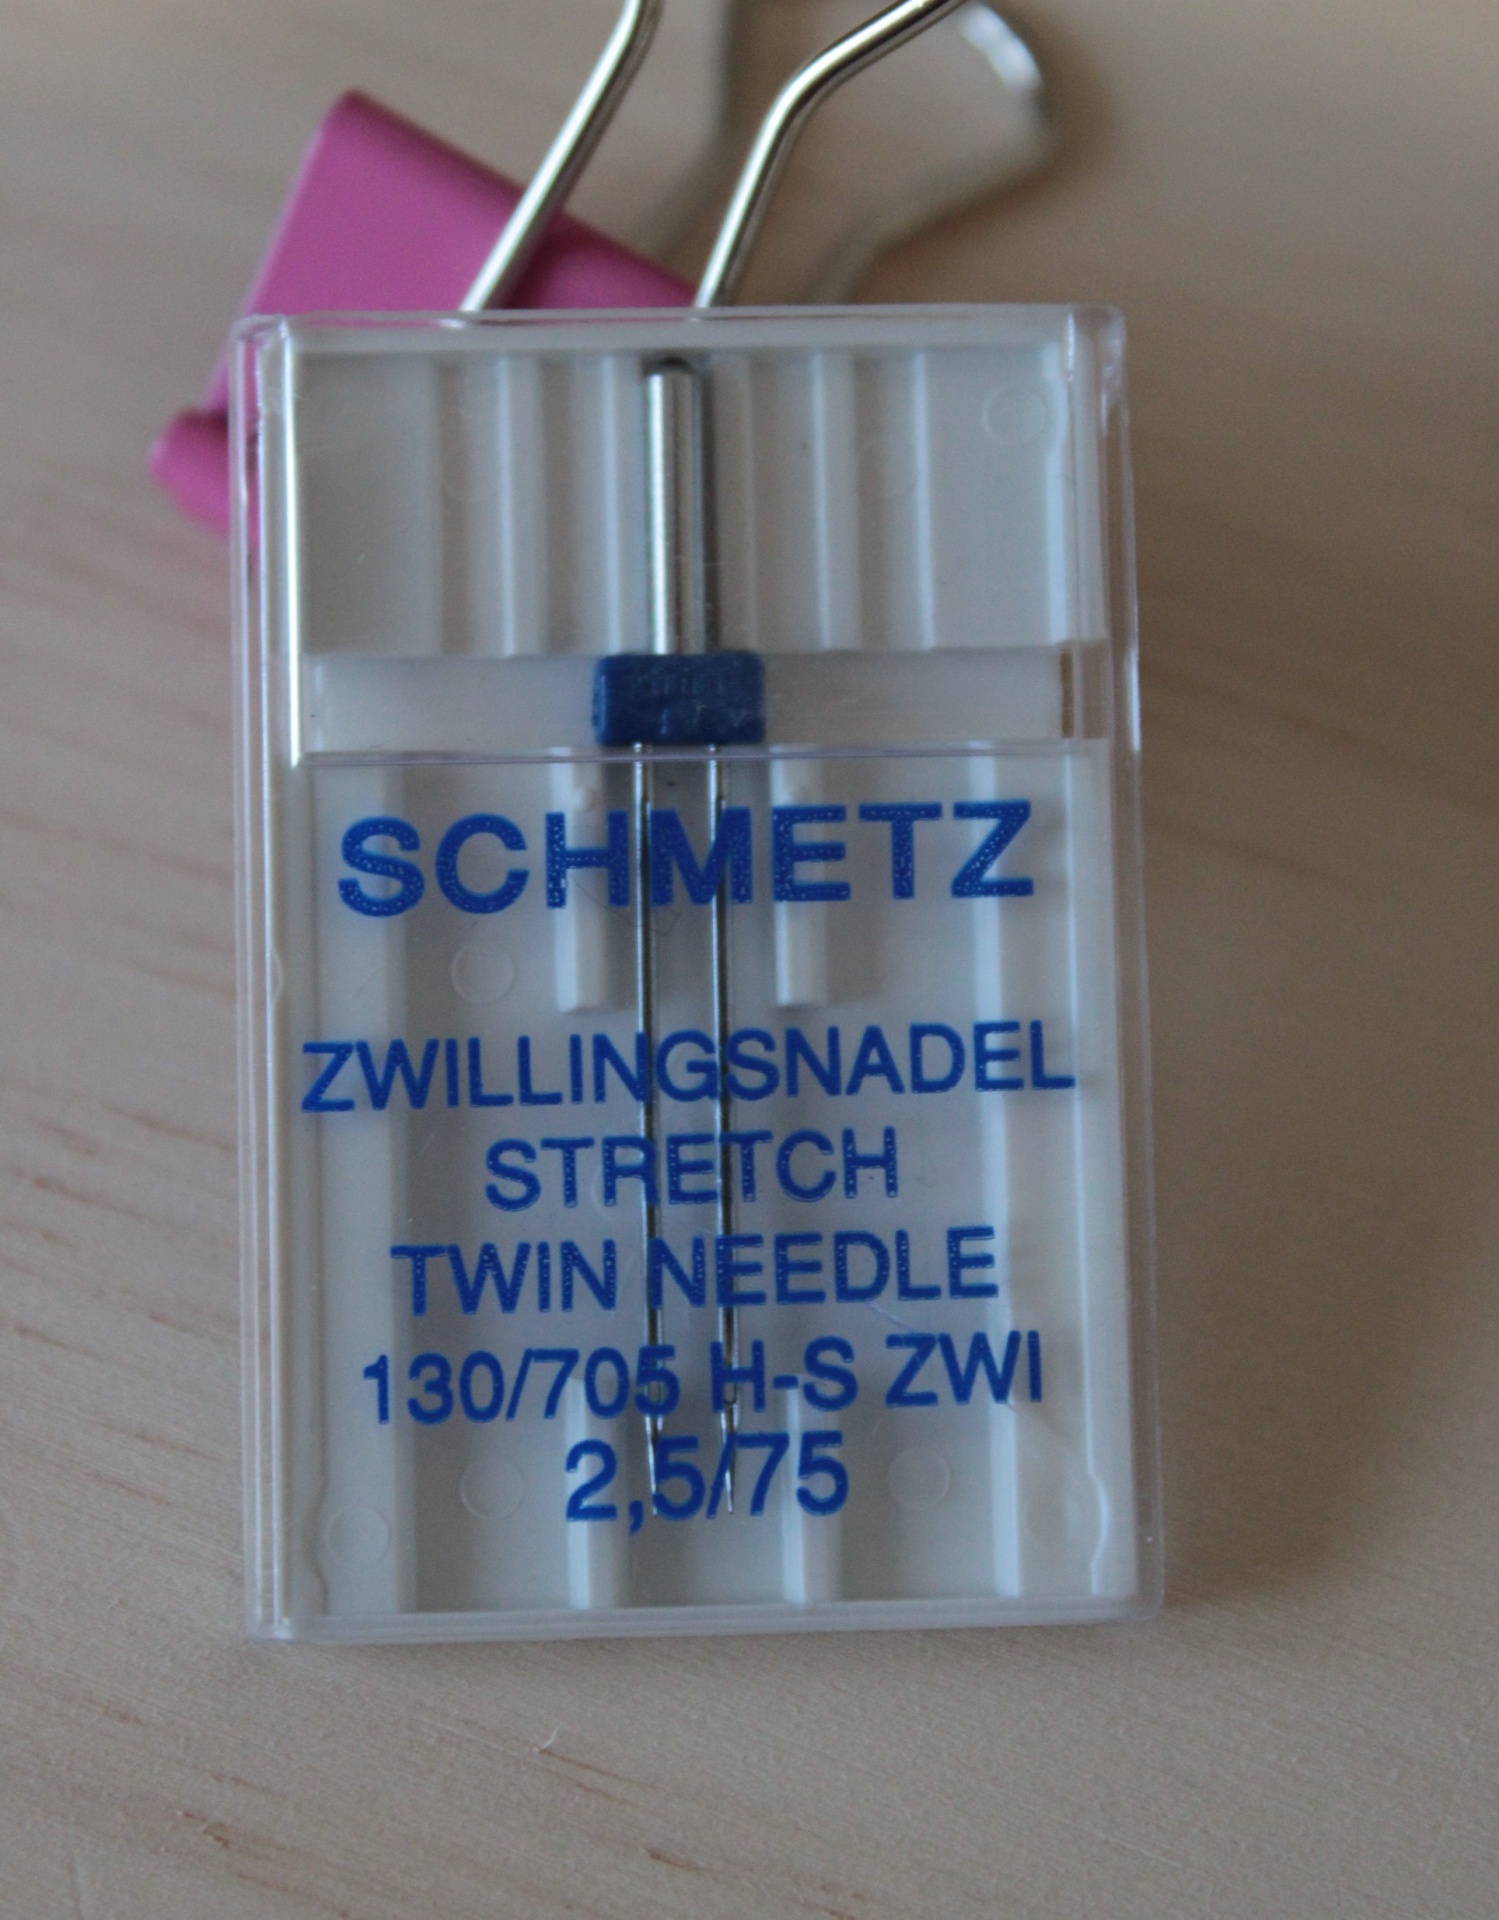 SCHMETZ
ZWILLINGSNADEL
STRETCH
TWIN NEEDLE
130/705 H-S ZWI
2,5/75